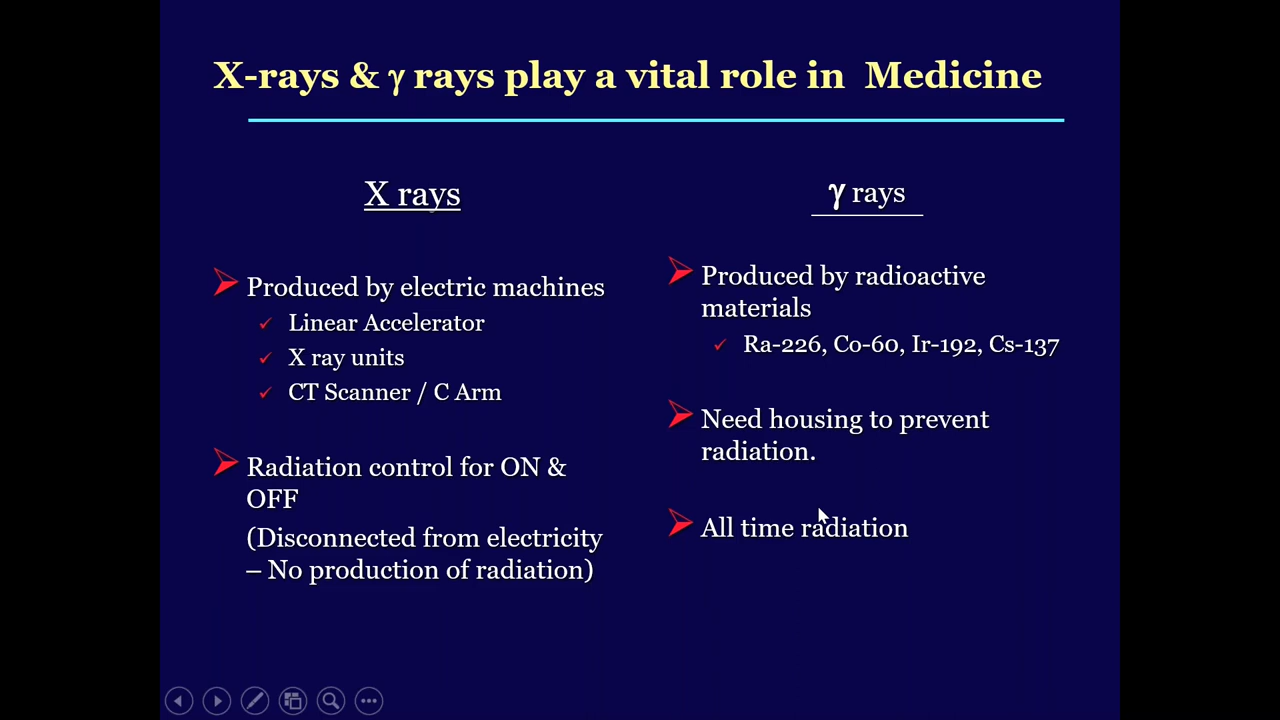 X-rays & γ rays play a vital role in Medicine
X rays
Produced by electric machines
Linear Accelerator
X ray units
CT Scanner / C Arm
Radiation control for ON &
OFF
(Disconnected from electricity
– No production of radiation)
γ rays
Produced by radioactive
materials
Ra-226, Co-60, Ir-192, Cs-137
Need housing to prevent
radiation.
All time radiation